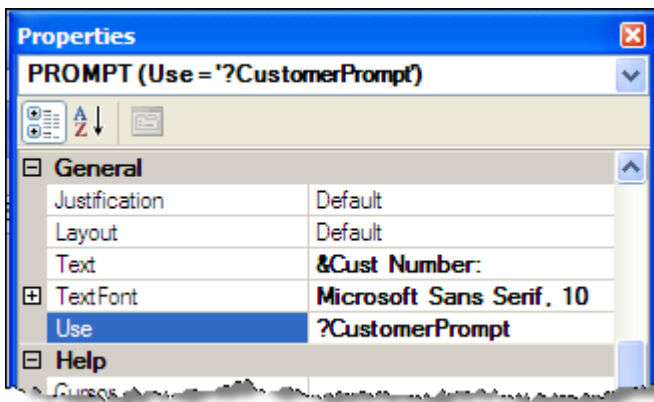 Properties
PROMPT (Use = '?CustomerPrompt')
General
Justification Default
Layout Default
Text &Cust Number:
TextFont Microsoft Sans Serif, 10
Use ?CustomerPrompt
Help
Cursor